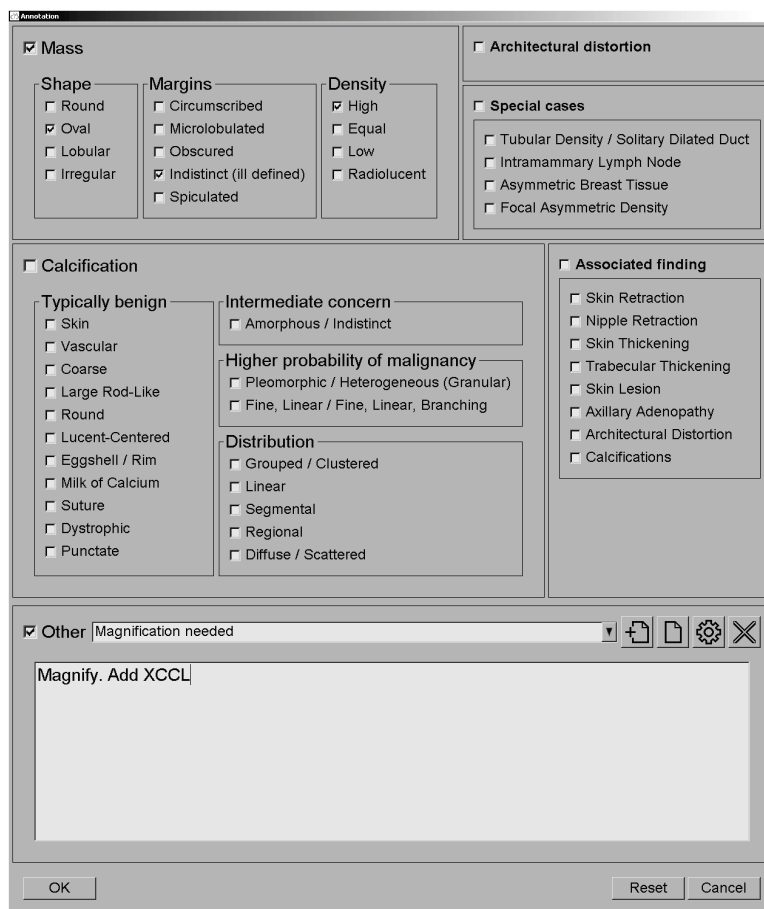 Annotation
Mass
Shape
Round
Oval
Lobular
Irregular
Margins
Circumscribed
Microlobulated
Obscured
Indistinct (ill defined)
Spiculated
Density
High
Equal
Low
Radiolucent
Architectural distortion
Special cases
Tubular Density / Solitary Dilated Duct
Intramammary Lymph Node
Asymmetric Breast Tissue
Focal Asymmetric Density
Calcification
Typically benign
Skin
Vascular
Coarse
Large Rod-Like
Round
Lucent-Centered
Eggshell / Rim
Milk of Calcium
Suture
Dystrophic
Punctate
Intermediate concern
Amorphous / Indistinct
Higher probability of malignancy
Pleomorphic / Heterogeneous (Granular)
Fine, Linear / Fine, Linear, Branching
Distribution
Grouped / Clustered
Linear
Segmental
Regional
Diffuse / Scattered
Associated finding
Skin Retraction
Nipple Retraction
Skin Thickening
Trabecular Thickening
Skin Lesion
Axillary Adenopathy
Architectural Distortion
Calcifications
Other Magnification needed
Magnify. Add XCCL
OK
Reset
Cancel